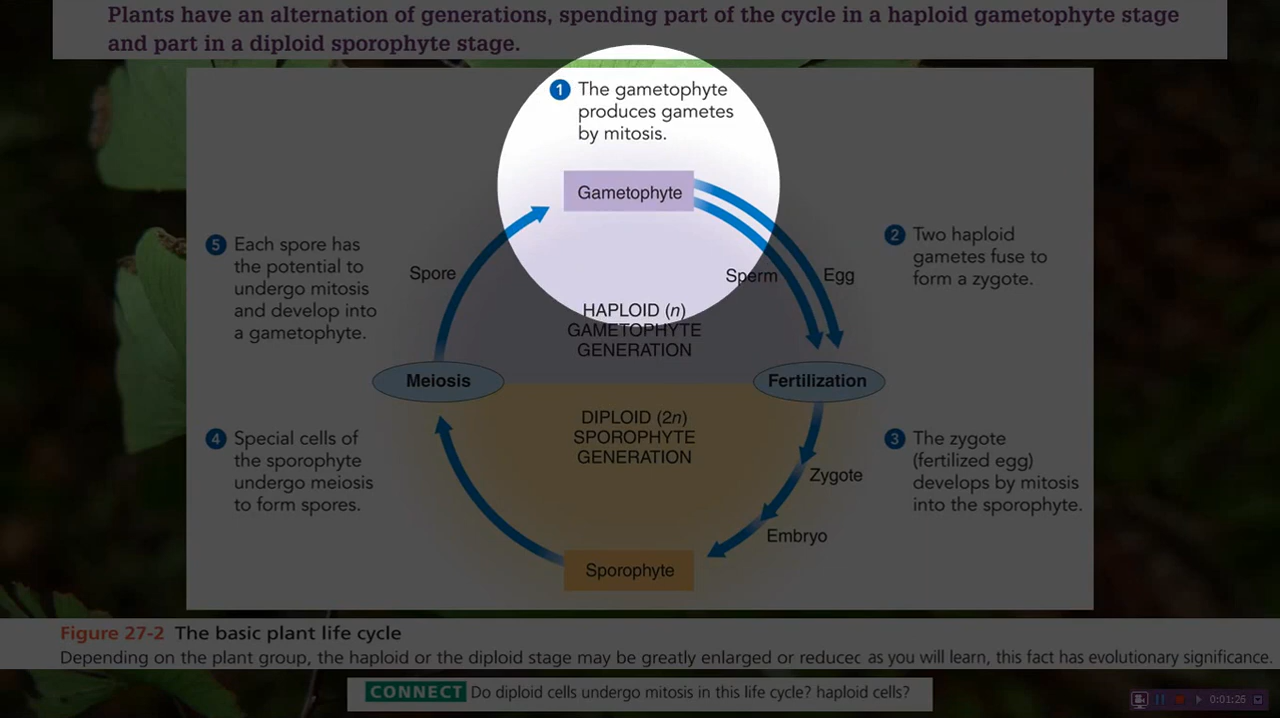 Plants have an alternation of generations, spending part of the cycle in a haploid gametophyte stage
and part in a diploid sporophyte stage.
1 The gametophyte
produces gametes
by mitosis.
Gametophyte
5 Each spore has
the potential to
undergo mitosis
and develop into
a gametophyte.
Spore
Sperm
Egg
2 Two haploid
gametes fuse to
form a zygote.
HAPLOID (n)
GAMETOPHYTE
GENERATION
Meiosis
Fertilization
DIPLOID (2n)
SPOROPHYTE
GENERATION
4 Special cells of
the sporophyte
undergo meiosis
to form spores.
3 The zygote
(fertilized egg)
develops by mitosis
into the sporophyte.
Zygote
Embryo
Sporophyte
Figure 27-2 The basic plant life cycle
Depending on the plant group, the haploid or the diploid stage may be greatly enlarged or reducec as you will learn, this fact has evolutionary significance.
CONNECT Do diploid cells undergo mitosis in this life cycle? haploid cells?
0:01:26